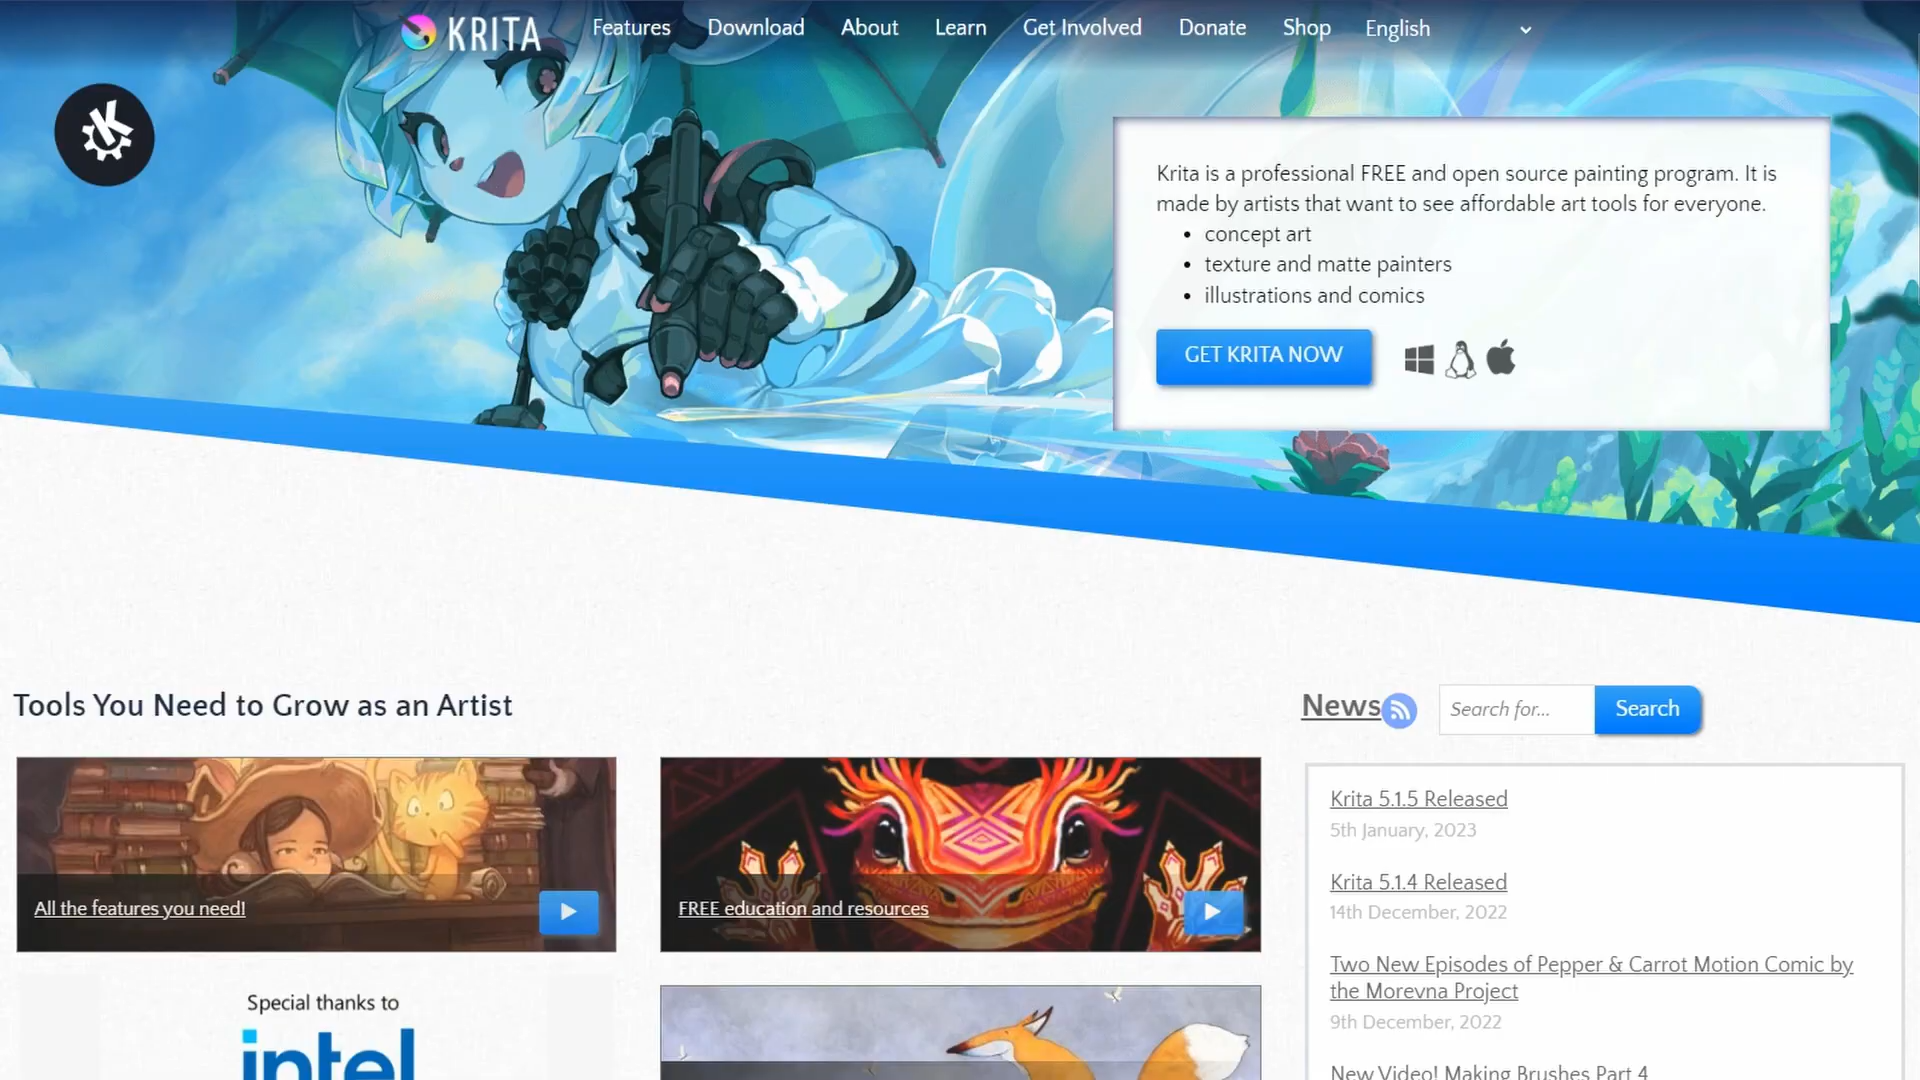 KRITA
Features
Download
About
Learn
Get Involved
Donate
Shop
English
Krita is a professional FREE and open source painting program. It is
made by artists that want to see affordable art tools for everyone.
concept art
texture and matte painters
illustrations and comics
GET KRITA NOW
Tools You Need to Grow as an Artist
All the features you need!
FREE education and resources
Special thanks to
intel
News
Search for...
Search
Krita 5.1.5 Released
5th January, 2023
Krita 5.1.4 Released
14th December, 2022
Two New Episodes of Pepper & Carrot Motion Comic by
the Morevna Project
9th December, 2022
New Video! Making Brushes Part 4